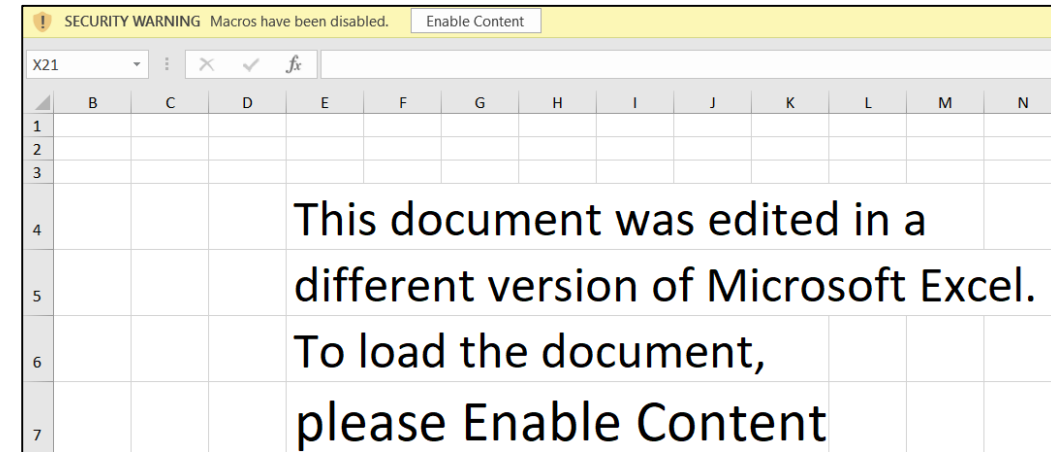 ! SECURITY WARNING Macros have been disabled. Enable Content
X21 fx
B C D E F G H I J K L M N
1
2
3
4 This document was edited in a
5 different version of Microsoft Excel.
6 To load the document,
7 please Enable Content